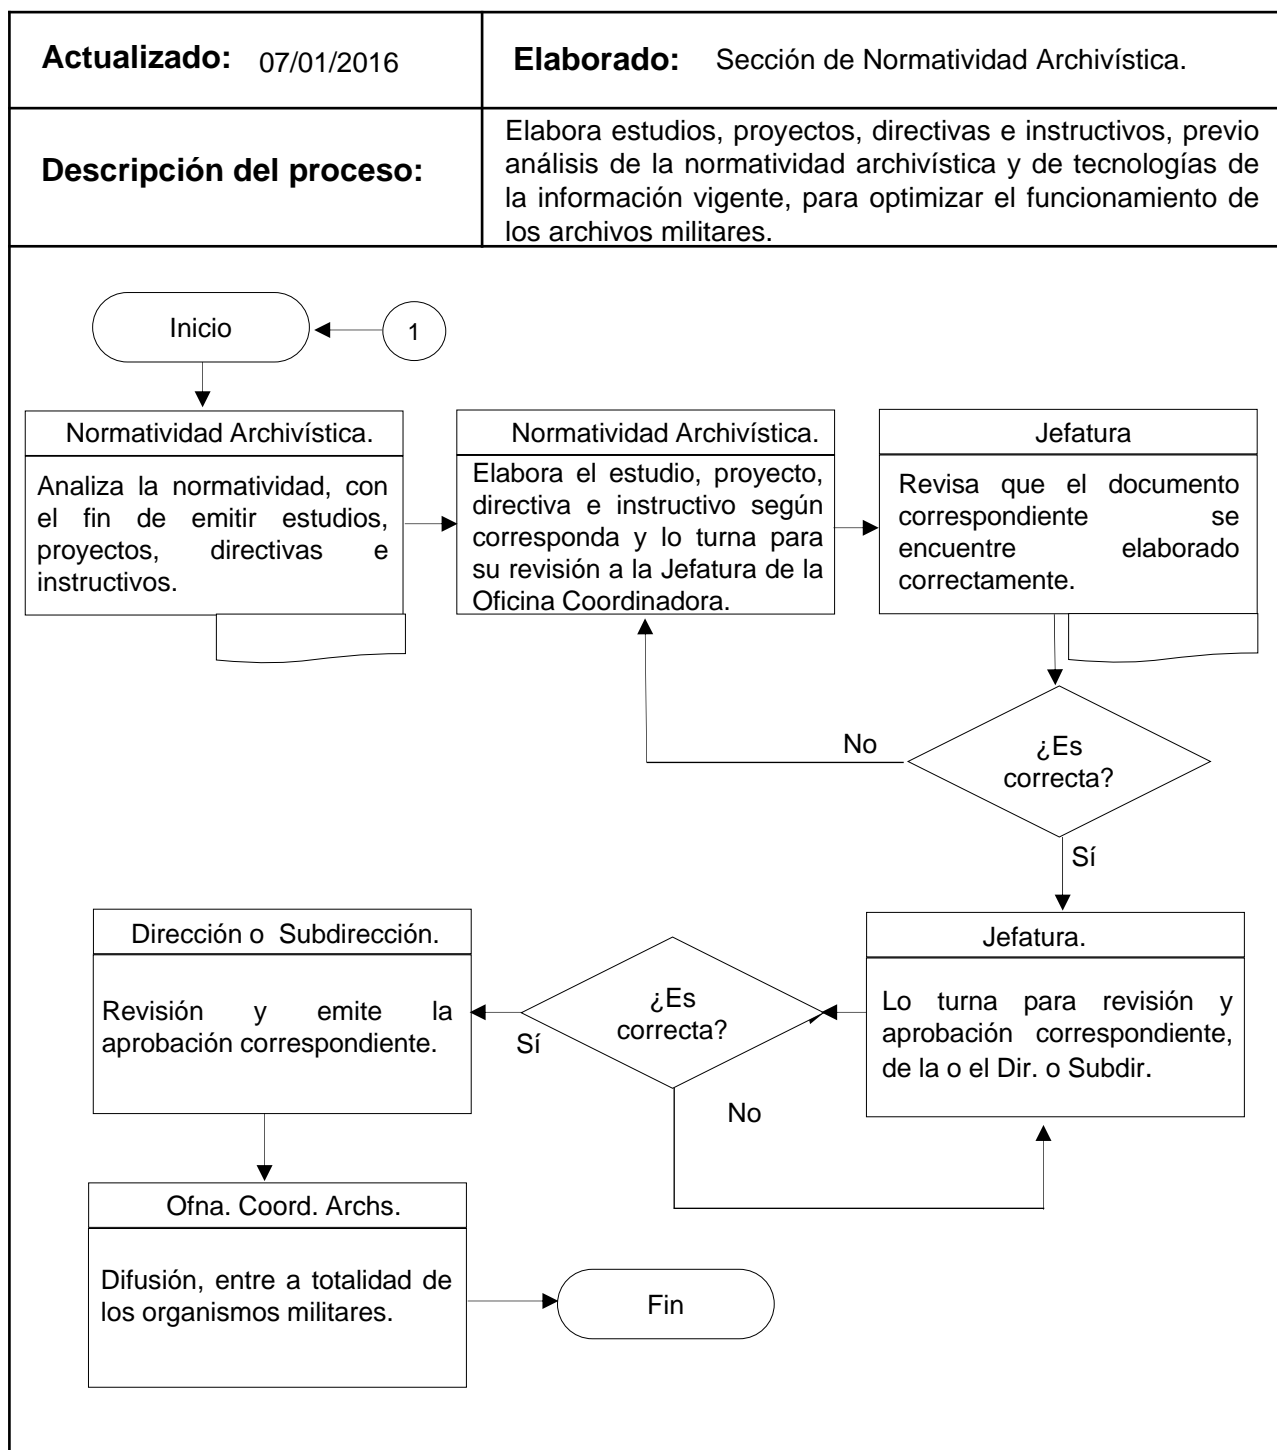 Actualizado: 07/01/2016
Elaborado: Sección de Normatividad Archivística.
Descripción del proceso:
Elabora estudios, proyectos, directivas e instructivos, previo
análisis de la normatividad archivística y de tecnologías de
la información vigente, para optimizar el funcionamiento de
los archivos militares.
Inicio
1
Normatividad Archivística.
Analiza la normatividad, con
el fin de emitir estudios,
proyectos, directivas e
instructivos.
Normatividad Archivística.
Elabora el estudio, proyecto,
directiva e instructivo según
corresponda y lo turna para
su revisión a la Jefatura de la
Oficina Coordinadora.
Jefatura
Revisa que el documento
correspondiente se
encuentre elaborado
correctamente.
No
¿Es
correcta?
Sí
Jefatura.
Lo turna para revisión y
aprobación correspondiente,
de la o el Dir. o Subdir.
¿Es
correcta?
Sí
No
Dirección o Subdirección.
Revisión y emite la
aprobación correspondiente.
Ofna. Coord. Archs.
Difusión, entre a totalidad de
los organismos militares.
Fin